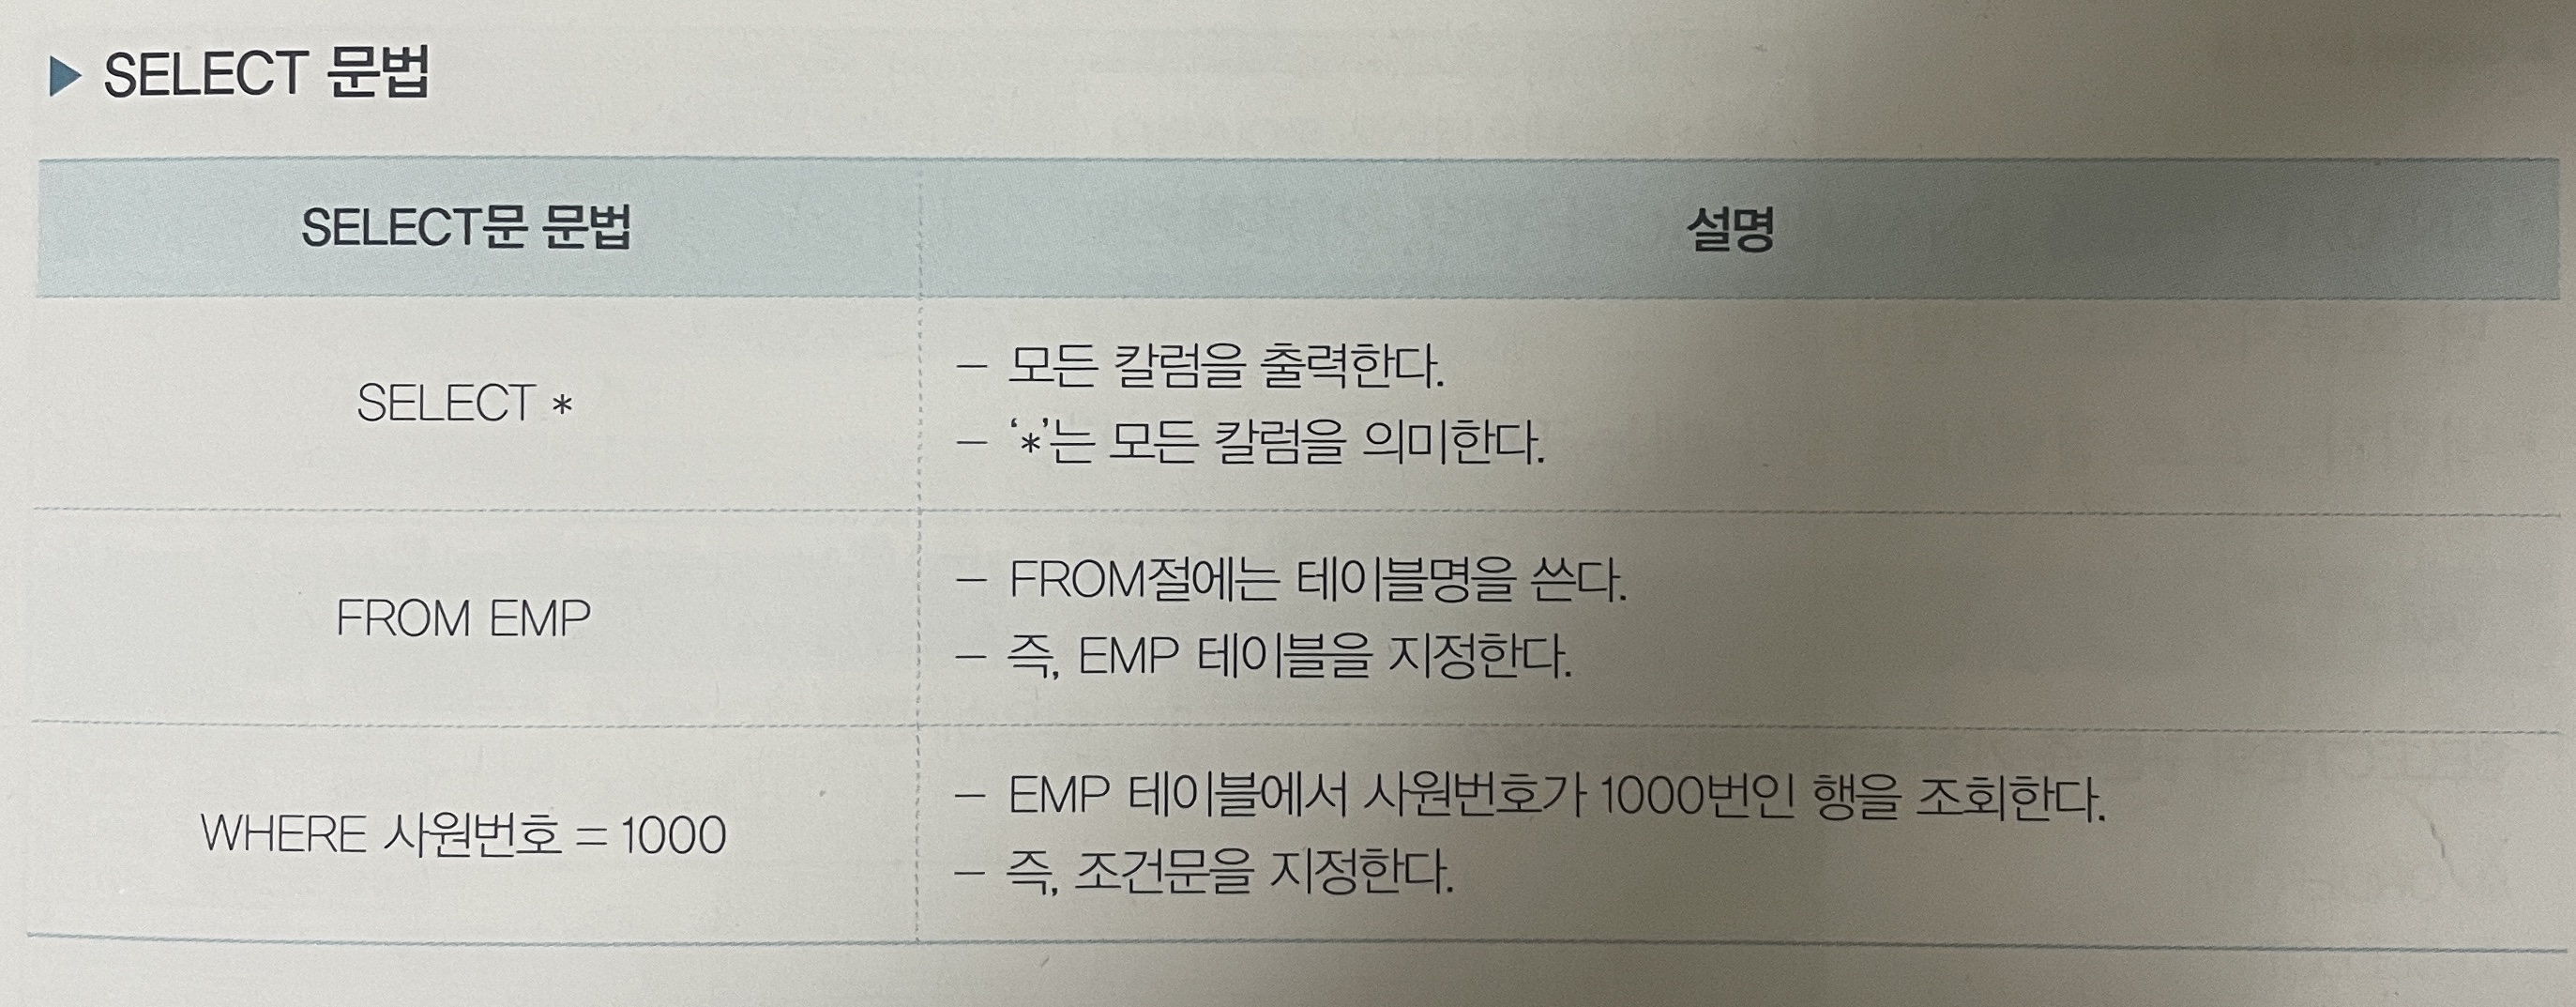 ▶ SELECT 문법
SELECT문 문법
설명
SELECT *
– 모든 칼럼을 출력한다.
– ‘*’는 모든 칼럼을 의미한다.
FROM EMP
– FROM절에는 테이블명을 쓴다.
– 즉, EMP 테이블을 지정한다.
WHERE 사원번호 = 1000
– EMP 테이블에서 사원번호가 1000번인 행을 조회한다.
– 즉, 조건문을 지정한다.